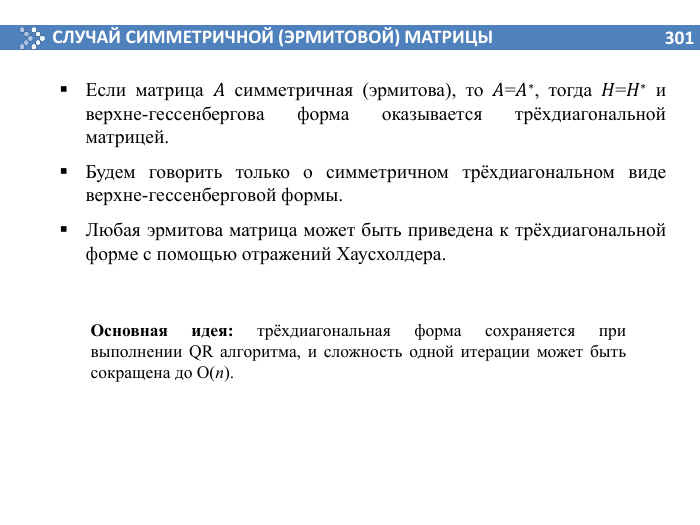 СЛУЧАЙ СИММЕТРИЧНОЙ (ЭРМИТОВОЙ) МАТРИЦЫ 301
▪ Если матрица A симметричная (эрмитова), то A=A*, тогда H=H* и
верхне-гессенбергова форма оказывается трёхдиагональной
матрицей.
▪ Будем говорить только о симметричном трёхдиагональном виде
верхне-гессенберговой формы.
▪ Любая эрмитова матрица может быть приведена к трёхдиагональной
форме с помощью отражений Хаусхолдера.
Основная идея: трёхдиагональная форма сохраняется при
выполнении QR алгоритма, и сложность одной итерации может быть
сокращена до O(n).